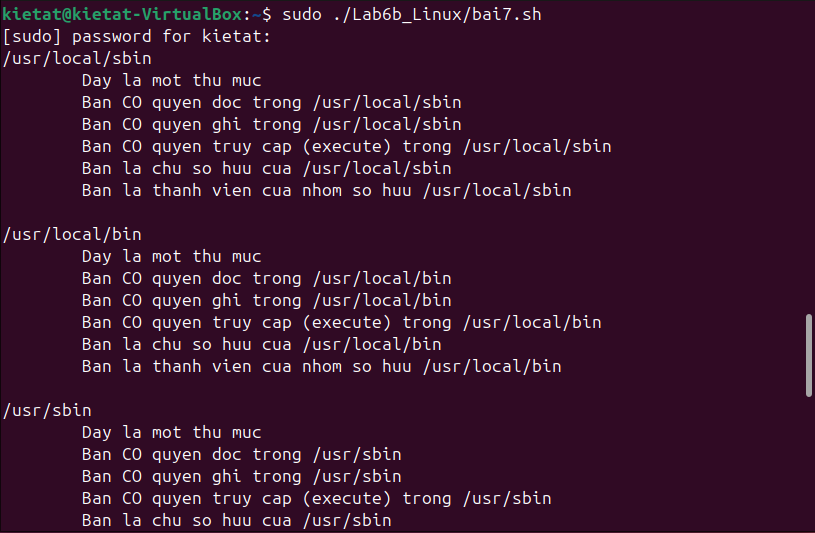 kietat@kietat-VirtualBox:~$ sudo ./Lab6b_Linux/bai7.sh
[sudo] password for kietat:
/usr/local/sbin
Day la mot thu muc
Ban CO quyen doc trong /usr/local/sbin
Ban CO quyen ghi trong /usr/local/sbin
Ban CO quyen truy cap (execute) trong /usr/local/sbin
Ban la chu so huu cua /usr/local/sbin
Ban la thanh vien cua nhom so huu /usr/local/sbin
/usr/local/bin
Day la mot thu muc
Ban CO quyen doc trong /usr/local/bin
Ban CO quyen ghi trong /usr/local/bin
Ban CO quyen truy cap (execute) trong /usr/local/bin
Ban la chu so huu cua /usr/local/bin
Ban la thanh vien cua nhom so huu /usr/local/bin
/usr/sbin
Day la mot thu muc
Ban CO quyen doc trong /usr/sbin
Ban CO quyen ghi trong /usr/sbin
Ban CO quyen truy cap (execute) trong /usr/sbin
Ban la chu so huu cua /usr/sbin